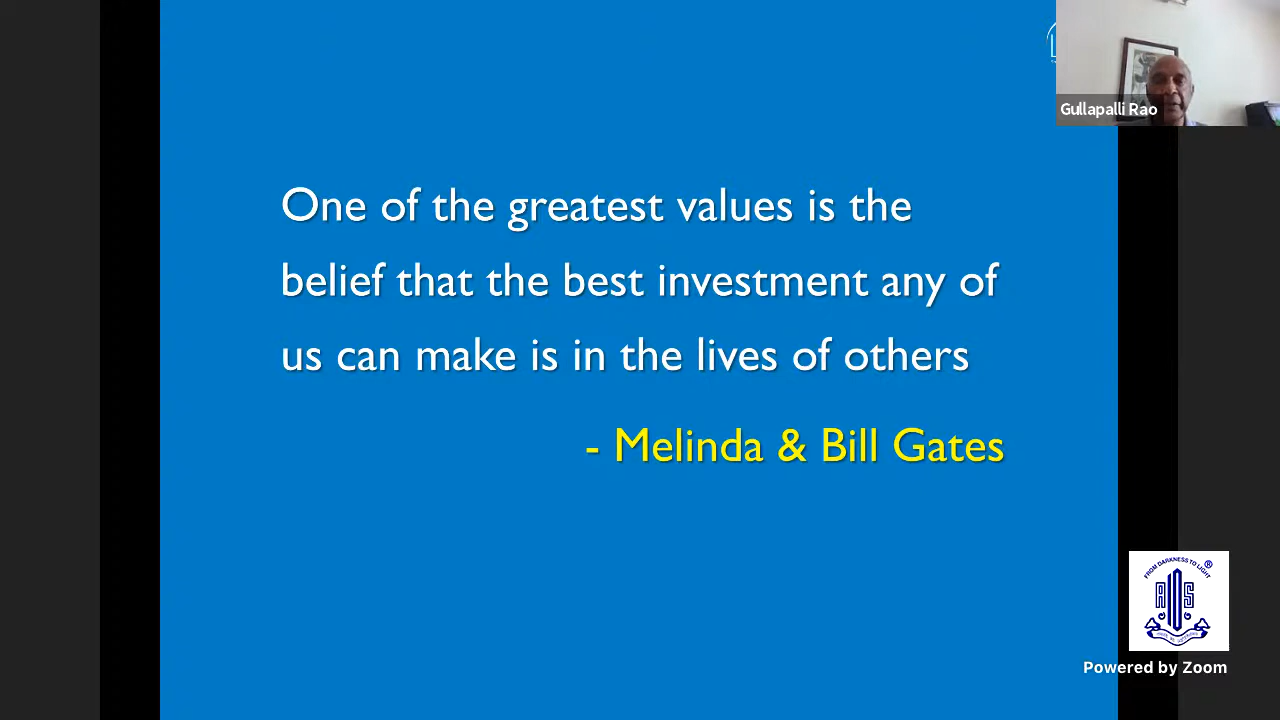 Gullapalli Rao
One of the greatest values is the
belief that the best investment any of
us can make is in the lives of others
- Melinda & Bill Gates
FROM DARKNESS TO LIGHT
®
AIOS
Powered by Zoom